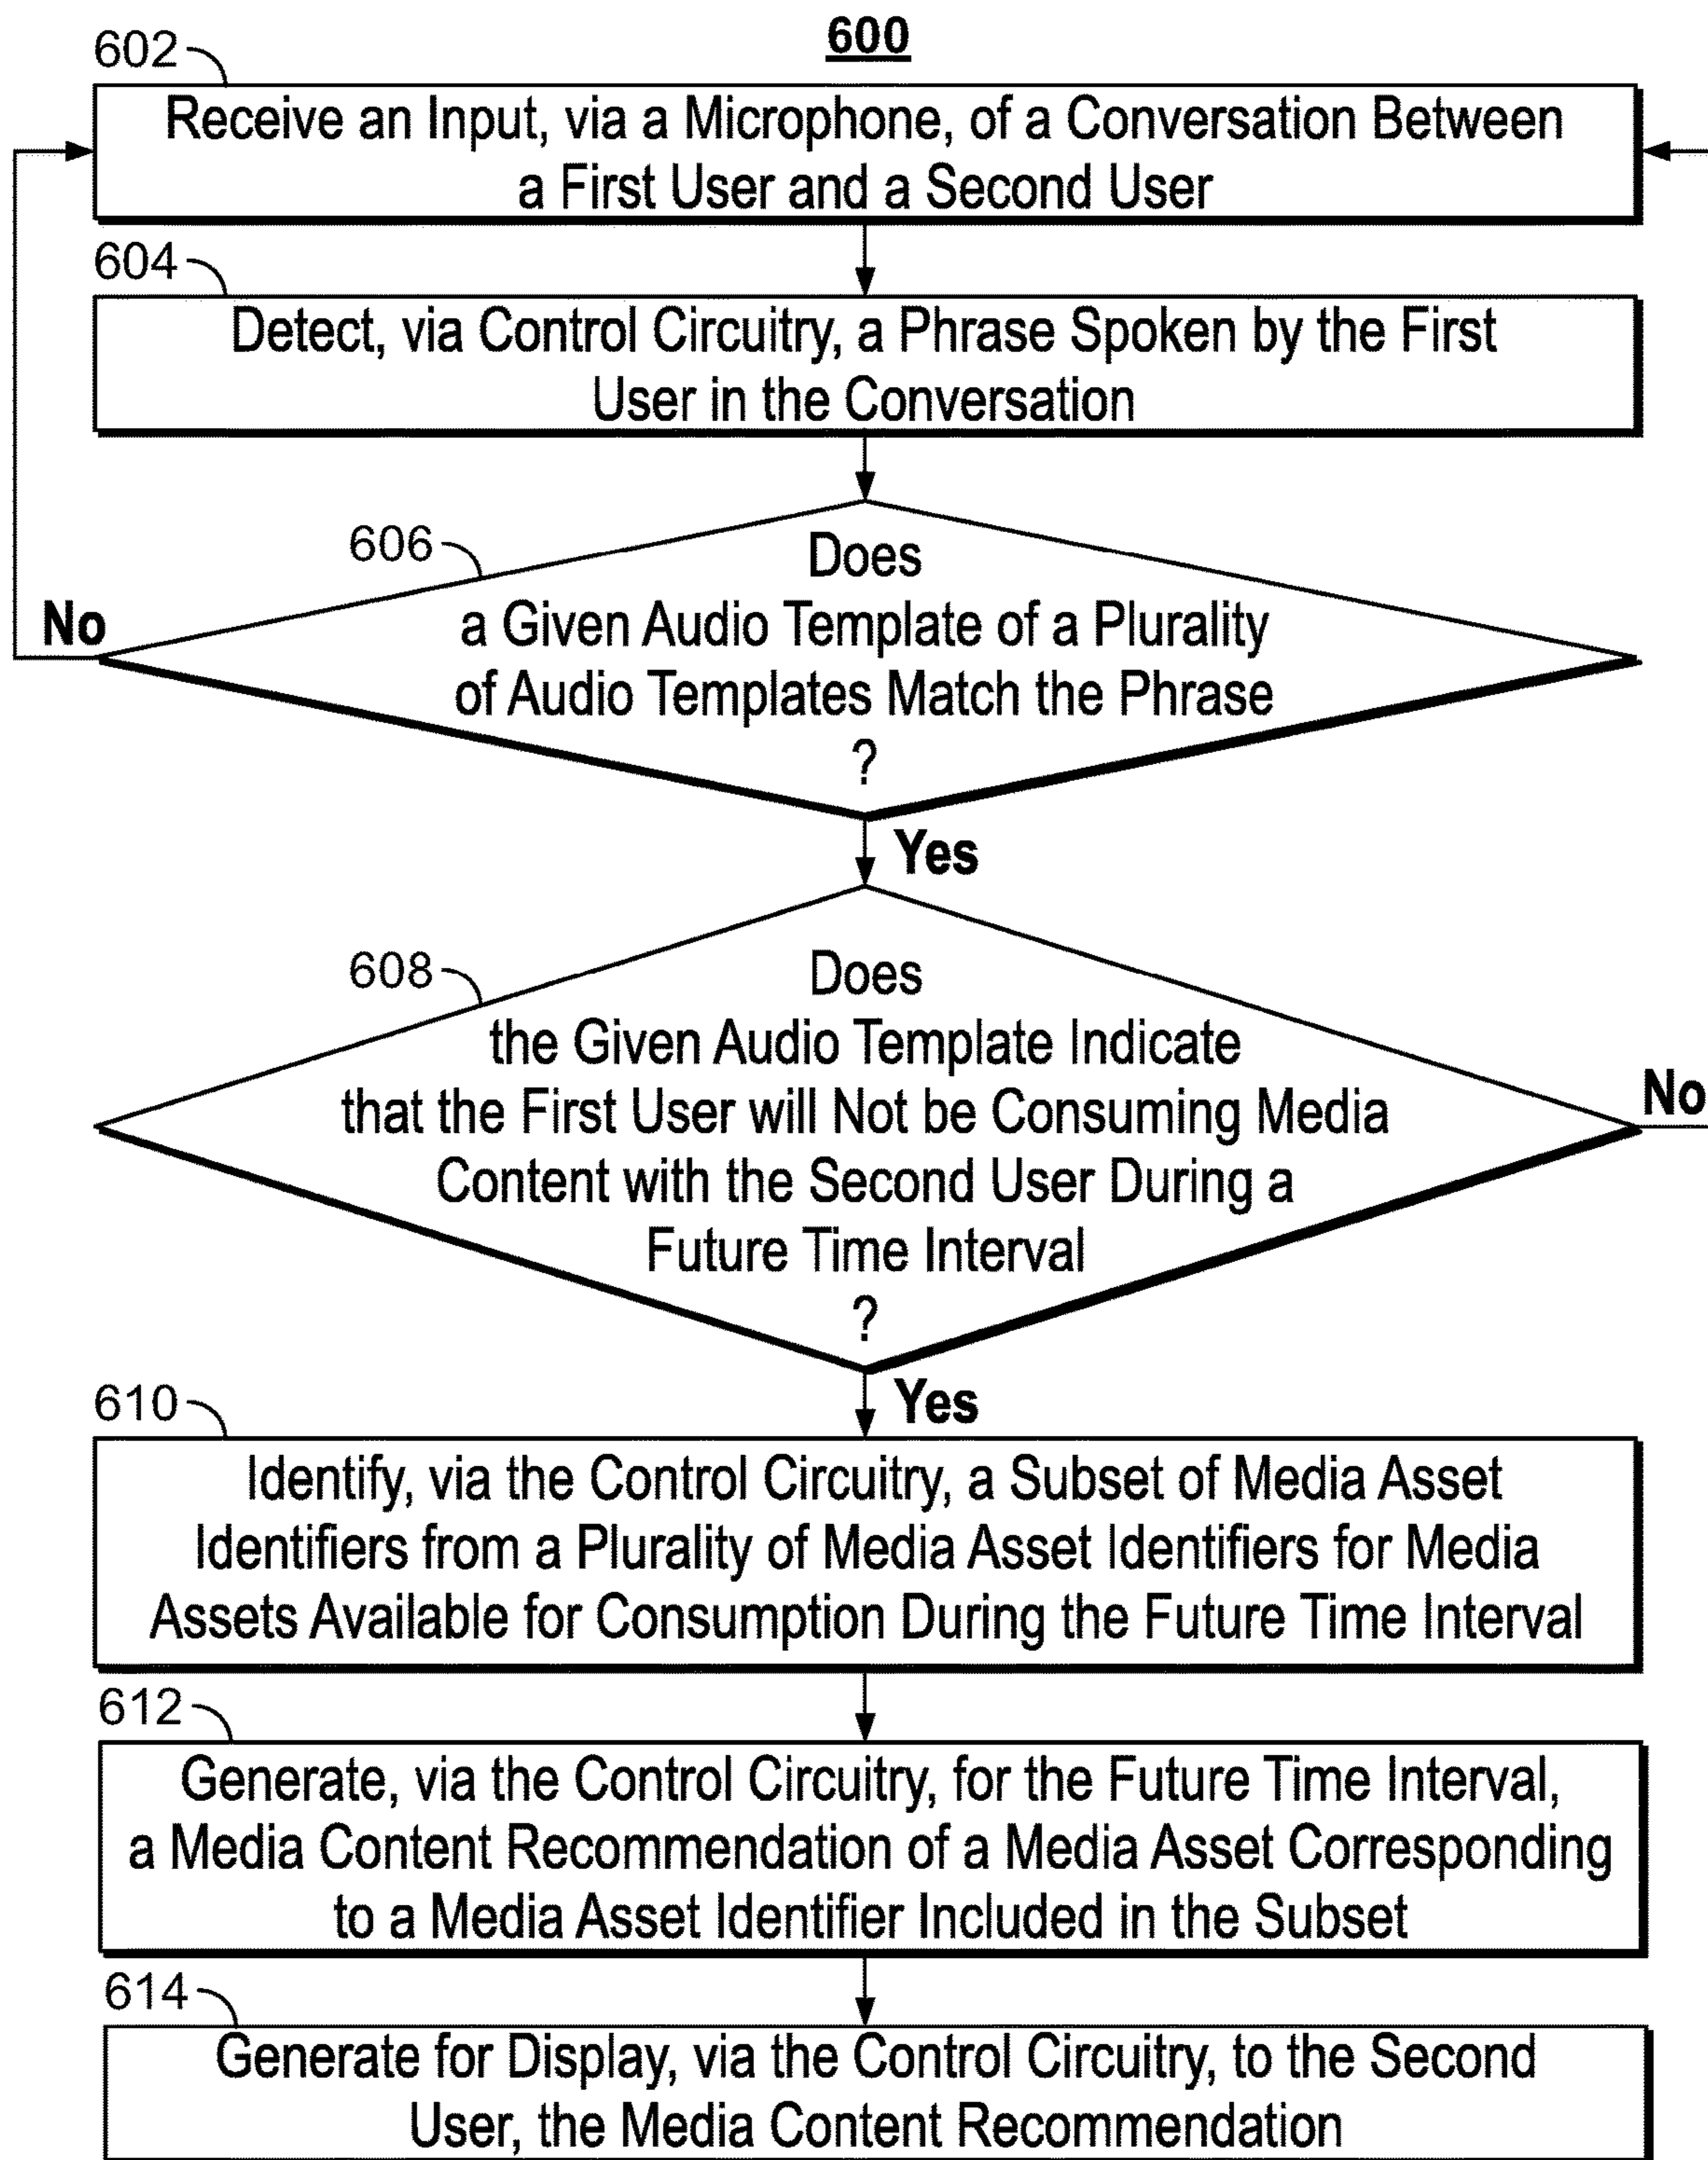 600
602
Receive an Input, via a Microphone, of a Conversation Between
a First User and a Second User
604
Detect, via Control Circuitry, a Phrase Spoken by the First
User in the Conversation
606
Does
a Given Audio Template of a Plurality
of Audio Templates Match the Phrase
?
No
Yes
608
Does
the Given Audio Template Indicate
that the First User will Not be Consuming Media
Content with the Second User During a
Future Time Interval
?
No
Yes
610
Identify, via the Control Circuitry, a Subset of Media Asset
Identifiers from a Plurality of Media Asset Identifiers for Media
Assets Available for Consumption During the Future Time Interval
612
Generate, via the Control Circuitry, for the Future Time Interval,
a Media Content Recommendation of a Media Asset Corresponding
to a Media Asset Identifier Included in the Subset
614
Generate for Display, via the Control Circuitry, to the Second
User, the Media Content Recommendation